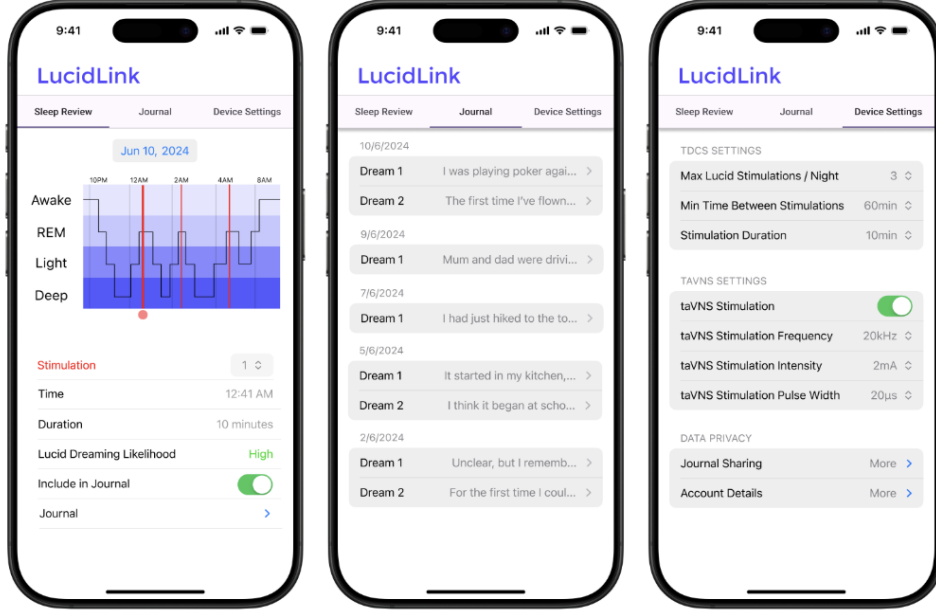 9:41
LucidLink
Sleep Review Journal Device Settings
Jun 10, 2024
10PM 12AM 2AM 4AM 8AM
Awake
REM
Light
Deep
Stimulation 1
Time 12:41 AM
Duration 10 minutes
Lucid Dreaming Likelihood High
Include in Journal
Journal
9:41
LucidLink
Sleep Review Journal Device Settings
10/6/2024
Dream 1 I was playing poker agai...
Dream 2 The first time I've flown...
9/6/2024
Dream 1 Mum and dad were drivi...
7/6/2024
Dream 1 I had just hiked to the to...
5/6/2024
Dream 1 It started in my kitchen,...
Dream 2 I think it began at scho...
2/6/2024
Dream 1 Unclear, but I rememb...
Dream 2 For the first time I coul...
9:41
LucidLink
Sleep Review Journal Device Settings
TDCS SETTINGS
Max Lucid Stimulations / Night 3
Min Time Between Stimulations 60min
Stimulation Duration 10min
TAVNS SETTINGS
taVNS Stimulation
taVNS Stimulation Frequency 20kHz
taVNS Stimulation Intensity 2mA
taVNS Stimulation Pulse Width 20µs
DATA PRIVACY
Journal Sharing More
Account Details More